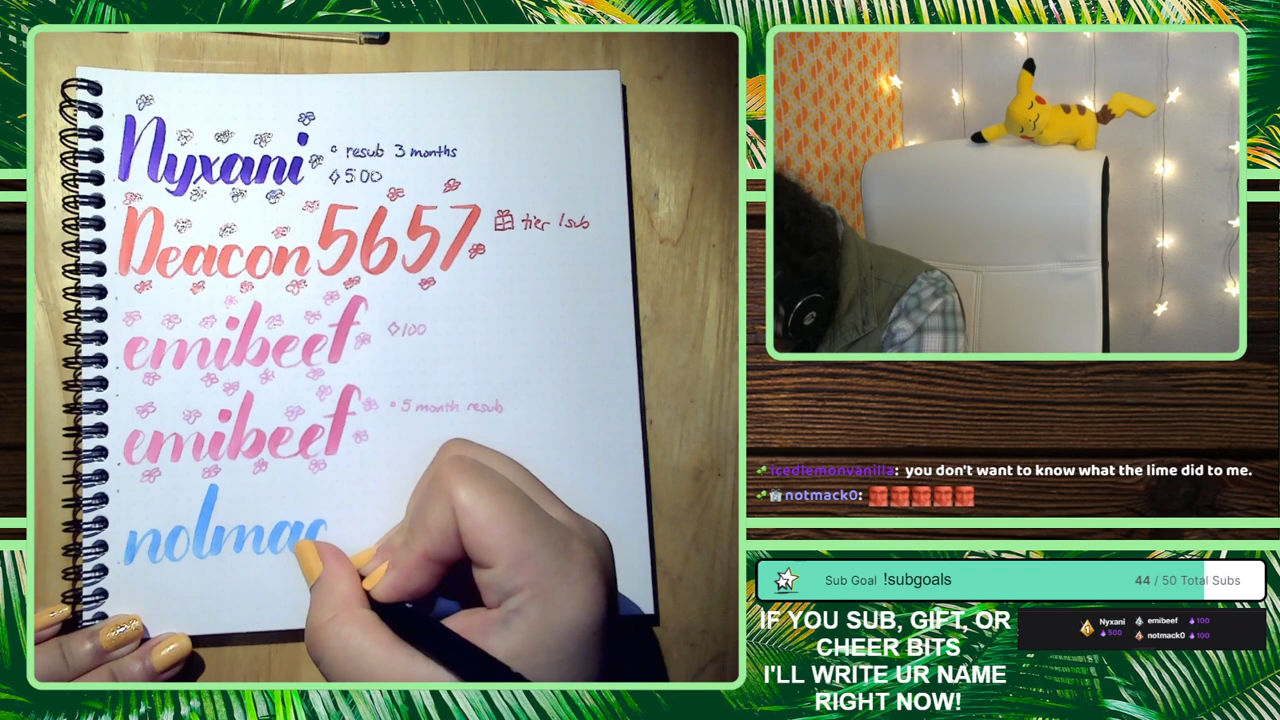 Nyxani
° resub 3 months
◊ 500
Deacon5657
tier 1 sub
emibeef
◊100
emibeef
° 5 month resub
nolmac
icedlemonvanilla: you don't want to know what the lime did to me.
notmack0:
Sub Goal !subgoals 44 / 50 Total Subs
IF YOU SUB, GIFT, OR
CHEER BITS
I'LL WRITE UR NAME
RIGHT NOW!
1 Nyxani 500
emibeef 100
notmack0 100